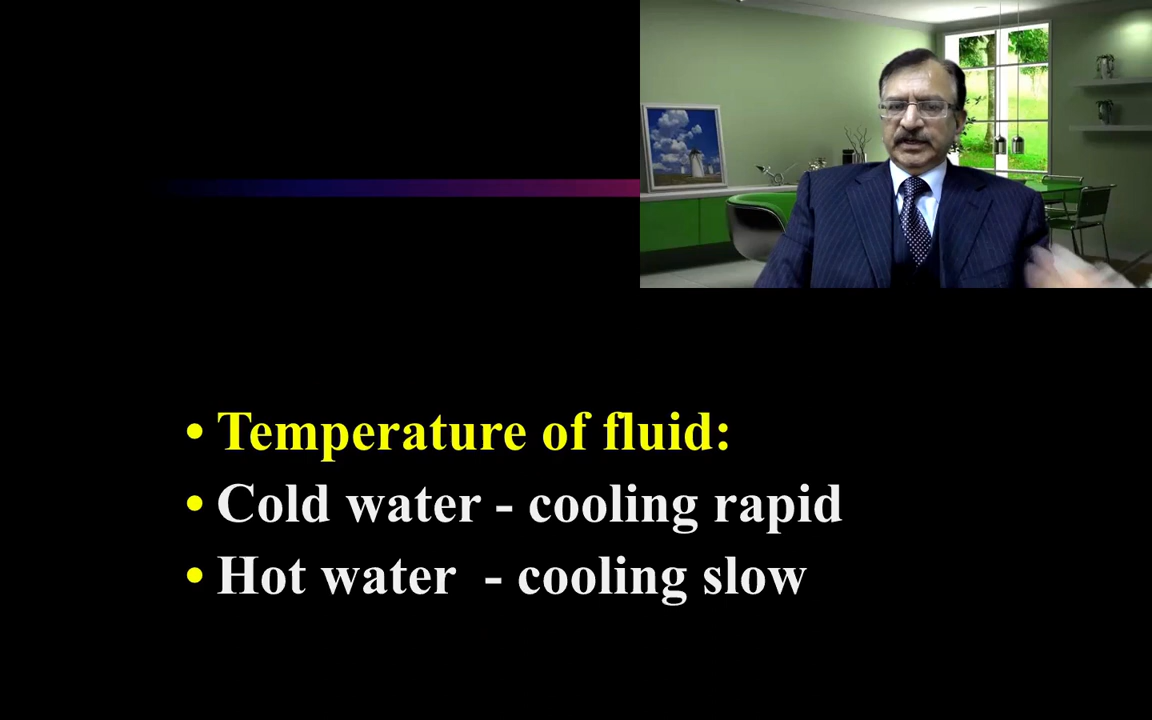 • Temperature of fluid:
• Cold water - cooling rapid
• Hot water - cooling slow